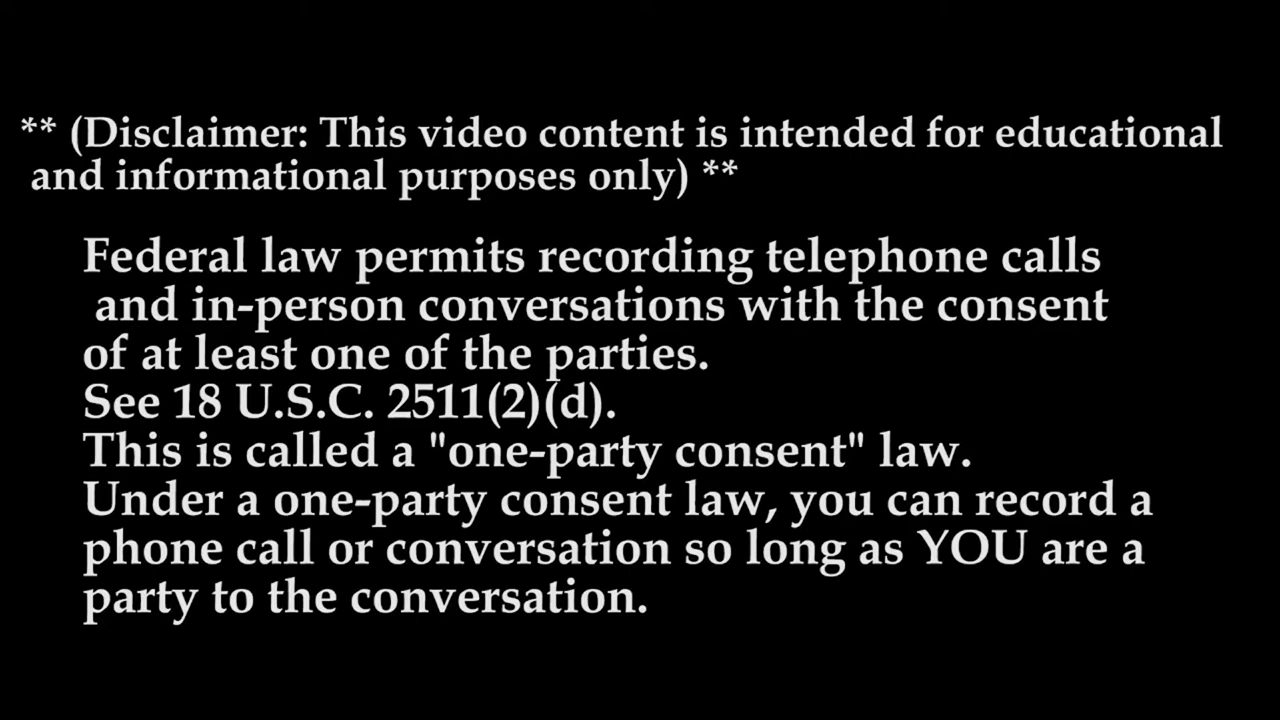 ** (Disclaimer: This video content is intended for educational
and informational purposes only) **
Federal law permits recording telephone calls
and in-person conversations with the consent
of at least one of the parties.
See 18 U.S.C. 2511(2)(d).
This is called a "one-party consent" law.
Under a one-party consent law, you can record a
phone call or conversation so long as YOU are a
party to the conversation.